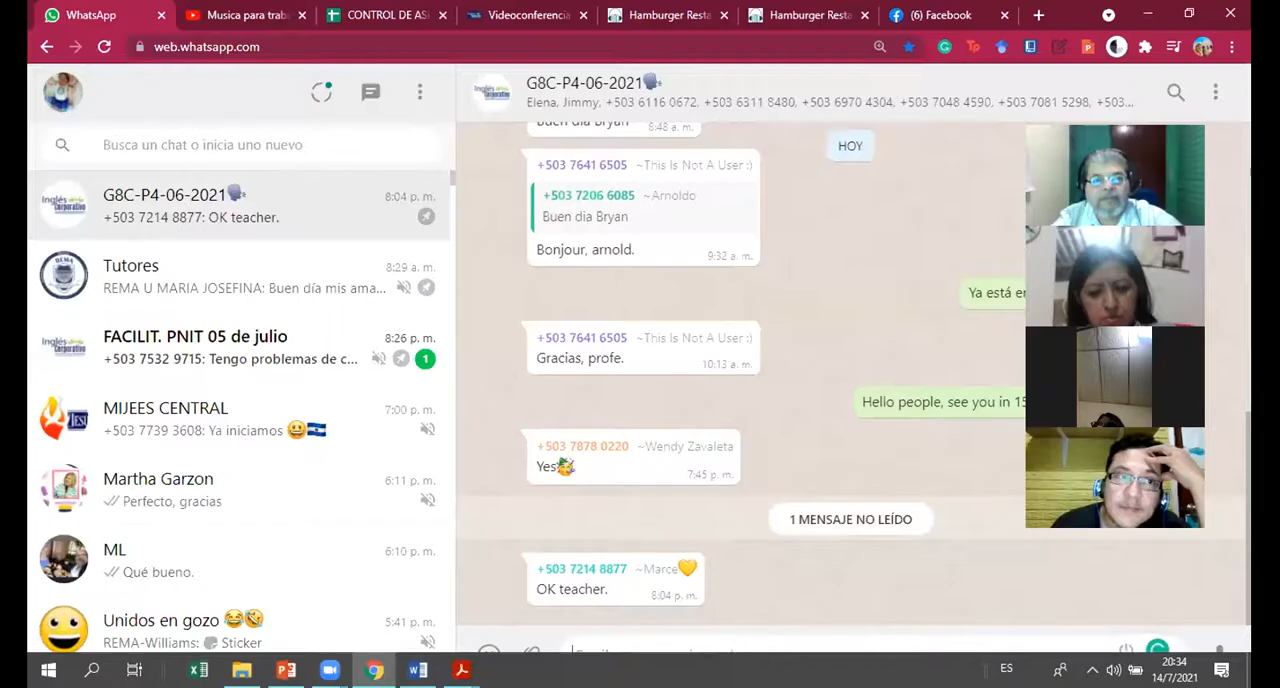 WhatsApp
Musica para trab
CONTROL DE AS
Videoconferencia
Hamburger Resta
Hamburger Resta
(6) Facebook
web.whatsapp.com
G8C-P4-06-2021
Elena, Jimmy, +503 6116 0672, +503 6311 8480, +503 6970 4304, +503 7048 4590, +503 7081 5298, +503...
Busca un chat o inicia uno nuevo
G8C-P4-06-2021
8:04 p. m.
+503 7214 8877: OK teacher.
Tutores
8:29 a. m.
REMA U MARIA JOSEFINA: Buen día mis ama...
FACILIT. PNIT 05 de julio
8:26 p. m.
+503 7532 9715: Tengo problemas de c...
1
MIJEES CENTRAL
7:00 p. m.
+503 7739 3608: Ya iniciamos
Martha Garzon
6:11 p. m.
Perfecto, gracias
ML
6:10 p. m.
Qué bueno.
Unidos en gozo
5:41 p. m.
REMA-Williams: Sticker
Buen dia Bryan
8:48 a. m.
HOY
+503 7641 6505 ~This Is Not A User :)
+503 7206 6085 ~Arnoldo
Buen dia Bryan
Bonjour, arnold.
9:32 a. m.
Ya está en
+503 7641 6505 ~This Is Not A User :)
Gracias, profe.
10:13 a. m.
Hello people, see you in 15
+503 7878 0220 ~Wendy Zavaleta
Yes
7:45 p. m.
1 MENSAJE NO LEÍDO
+503 7214 8877 ~Marce
OK teacher.
8:04 p. m.
ES
20:34
14/7/2021